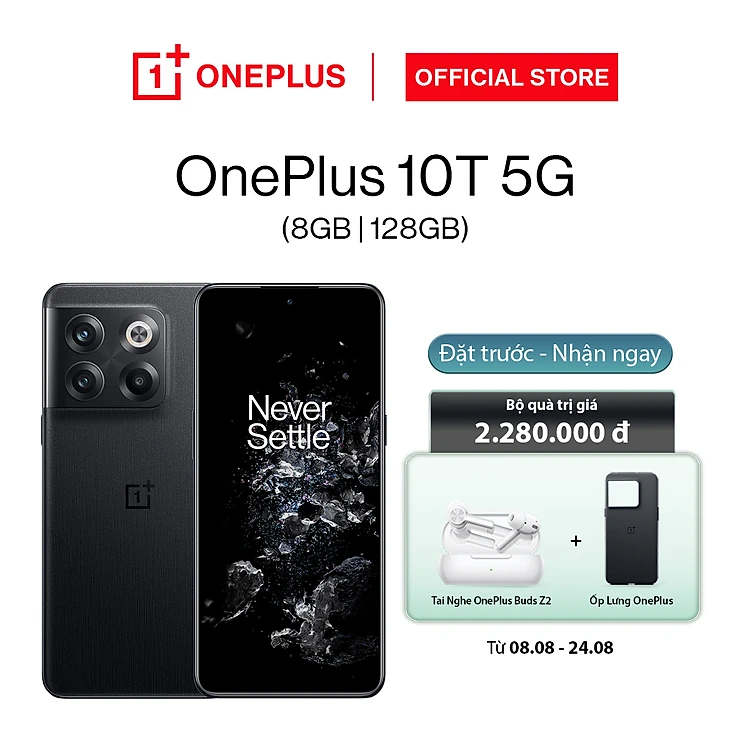 1+ ONEPLUS
OFFICIAL STORE
OnePlus 10T 5G
(8GB | 128GB)
Never
Settle
Đặt trước - Nhận ngay
Bộ quà trị giá
2.280.000 đ
+
Tai Nghe OnePlus Buds Z2
Ốp Lưng OnePlus
Từ 08.08 - 24.08